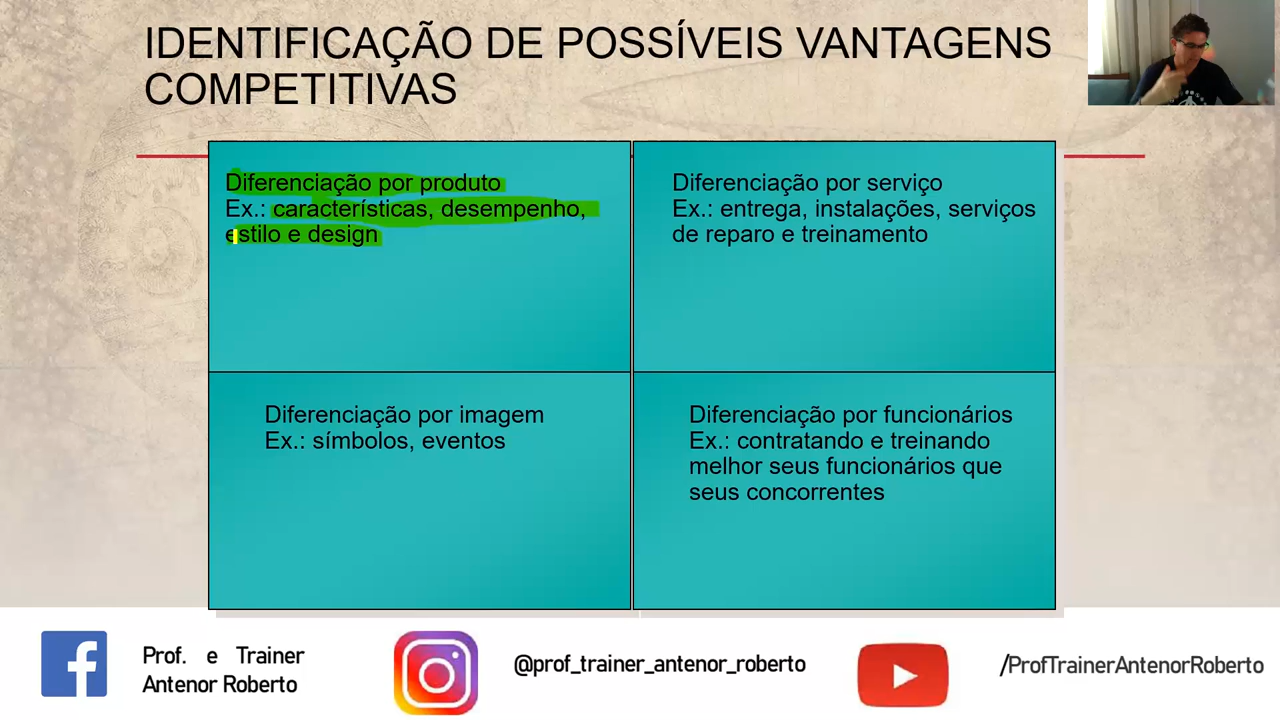 IDENTIFICAÇÃO DE POSSÍVEIS VANTAGENS
COMPETITIVAS
Diferenciação por produto
Ex.: características, desempenho,
estilo e design
Diferenciação por serviço
Ex.: entrega, instalações, serviços
de reparo e treinamento
Diferenciação por imagem
Ex.: símbolos, eventos
Diferenciação por funcionários
Ex.: contratando e treinando
melhor seus funcionários que
seus concorrentes
Prof. e Trainer
Antenor Roberto
@prof_trainer_antenor_roberto
/ProfTrainerAntenorRoberto